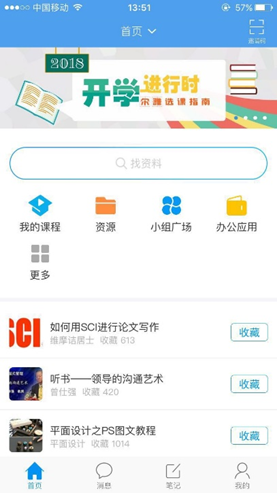 中国移动
13:51
57%
首页
邀请码
2018
开学进行时
尔雅选课指南
找资料
我的课程
资源
小组广场
办公应用
更多
SCI
如何用SCI进行论文写作
维摩诘居士 收藏 613
收藏
听书——领导的沟通艺术
曾仕强 收藏 420
收藏
平面设计之PS图文教程
平面设计 收藏 1014
收藏
首页
消息
笔记
我的